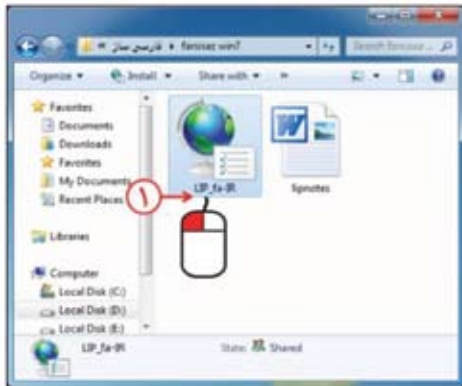 « فارسی ساز ▸ farsisaz win7
Search farsisaz ...
Organize ▾ Install ▾ Share with ▾ »
Favorites
Documents
Downloads
Favorites
My Documents
Recent Places
Libraries
Computer
Local Disk (C:)
Local Disk (D:)
Local Disk (E:)
LIP_fa-IR
lipnotes
۱
LIP_fa-IR State: Shared